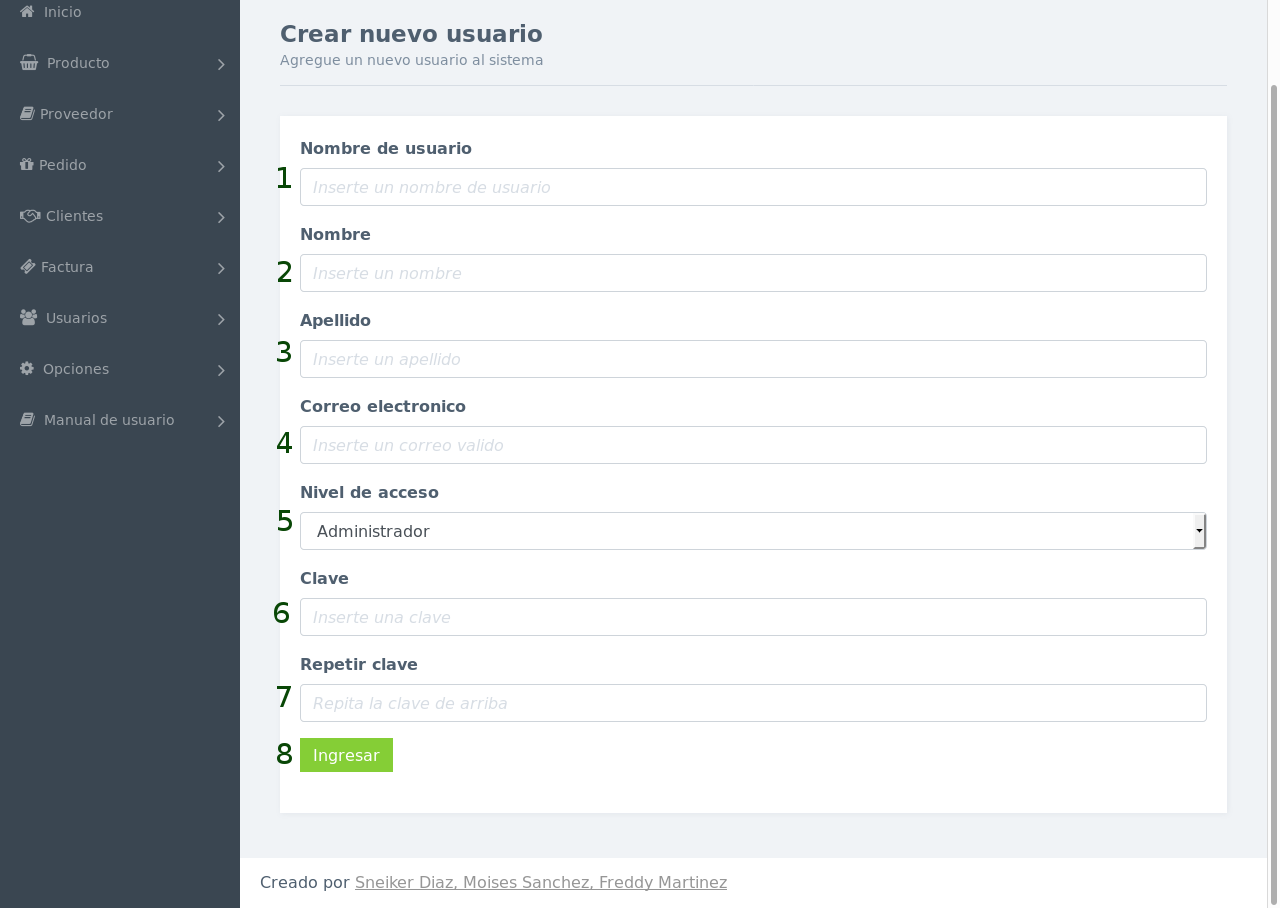 Inicio
Producto
Proveedor
Pedido
Clientes
Factura
Usuarios
Opciones
Manual de usuario
Crear nuevo usuario
Agregue un nuevo usuario al sistema
Nombre de usuario
1 Inserte un nombre de usuario
Nombre
2 Inserte un nombre
Apellido
3 Inserte un apellido
Correo electronico
4 Inserte un correo valido
Nivel de acceso
5 Administrador
Clave
6 Inserte una clave
Repetir clave
7 Repita la clave de arriba
8 Ingresar
Creado por Sneiker Diaz, Moises Sanchez, Freddy Martinez